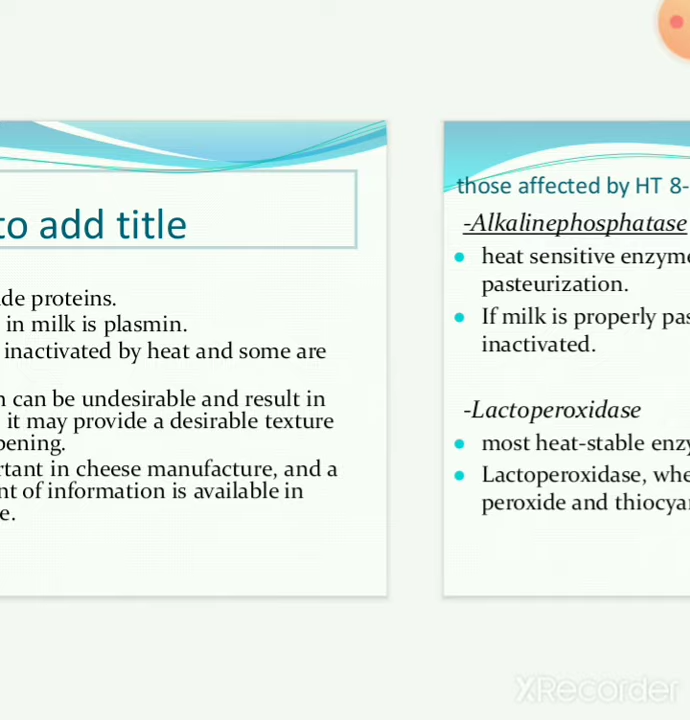 to add title
de proteins.
in milk is plasmin.
inactivated by heat and some are
n can be undesirable and result in
it may provide a desirable texture
pening.
rtant in cheese manufacture, and a
nt of information is available in
e.
those affected by HT 8-
-Alkalinephosphatase
heat sensitive enzyme
pasteurization.
If milk is properly pas
inactivated.
-Lactoperoxidase
most heat-stable enzy
Lactoperoxidase, whe
peroxide and thiocyan
XRecorder